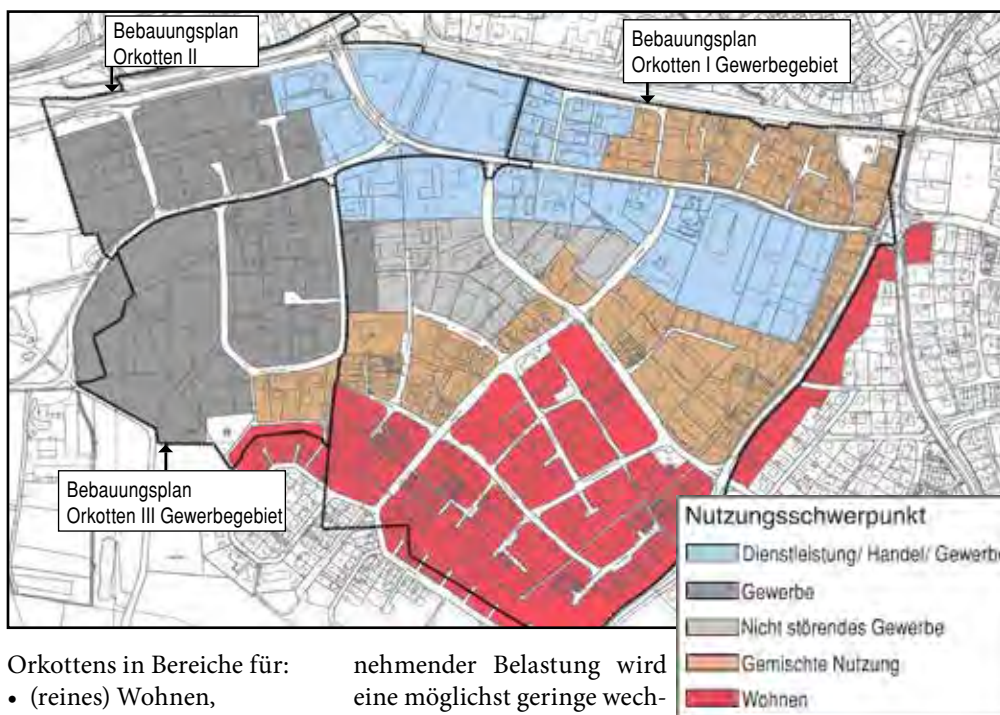 Bebauungsplan
Orkotten II
Bebauungsplan
Orkotten I Gewerbegebiet
Bebauungsplan
Orkotten III Gewerbegebiet
Nutzungsschwerpunkt
Dienstleistung/ Handel/ Gewerbe
Gewerbe
Nicht störendes Gewerbe
Gemischte Nutzung
Wohnen
Orkottens in Bereiche für:
• (reines) Wohnen,
nehmender Belastung wird
eine möglichst geringe wech-